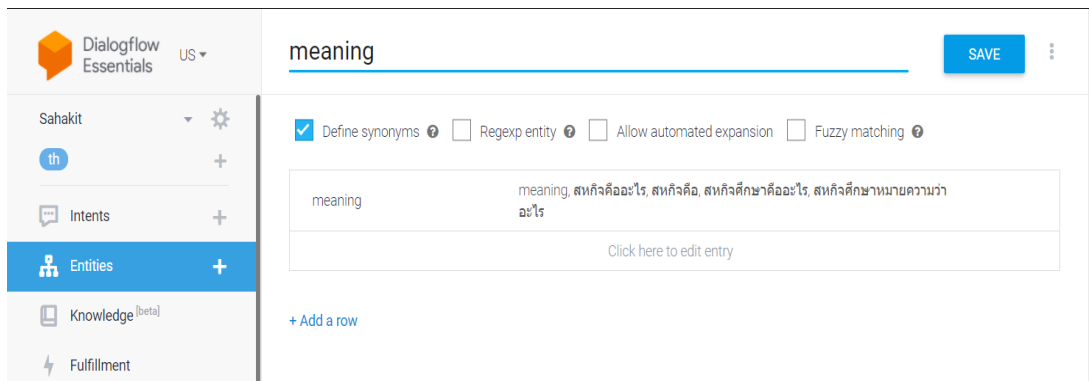 Dialogflow
Essentials
US
meaning
SAVE
Sahakit
th
Define synonyms
Regexp entity
Allow automated expansion
Fuzzy matching
meaning
meaning, สหกิจคืออะไร, สหกิจคือ, สหกิจศึกษาคืออะไร, สหกิจศึกษาหมายความว่า
อะไร
Click here to edit entry
+ Add a row
Intents
Entities
Knowledge [beta]
Fulfillment